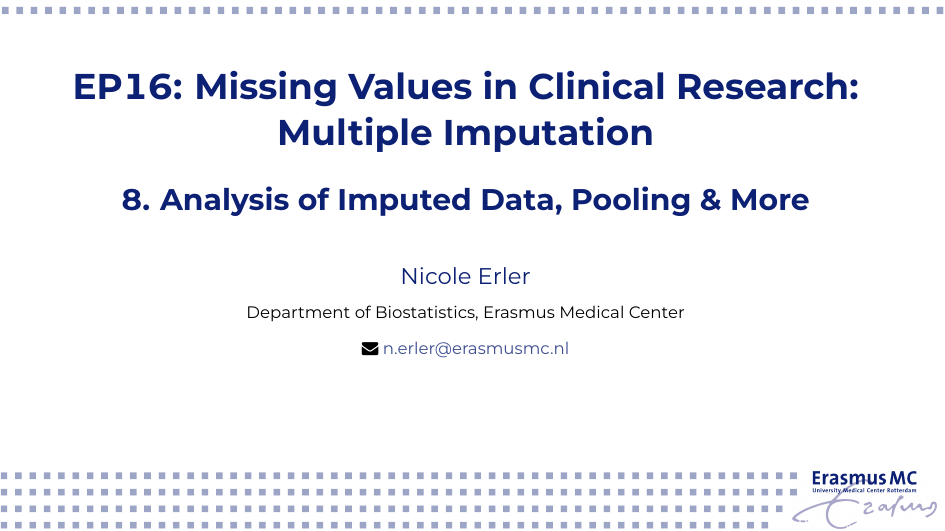 EP16: Missing Values in Clinical Research:
Multiple Imputation
8. Analysis of Imputed Data, Pooling & More
Nicole Erler
Department of Biostatistics, Erasmus Medical Center
n.erler@erasmusmc.nl
Erasmus MC
University Medical Center Rotterdam
Erasmus